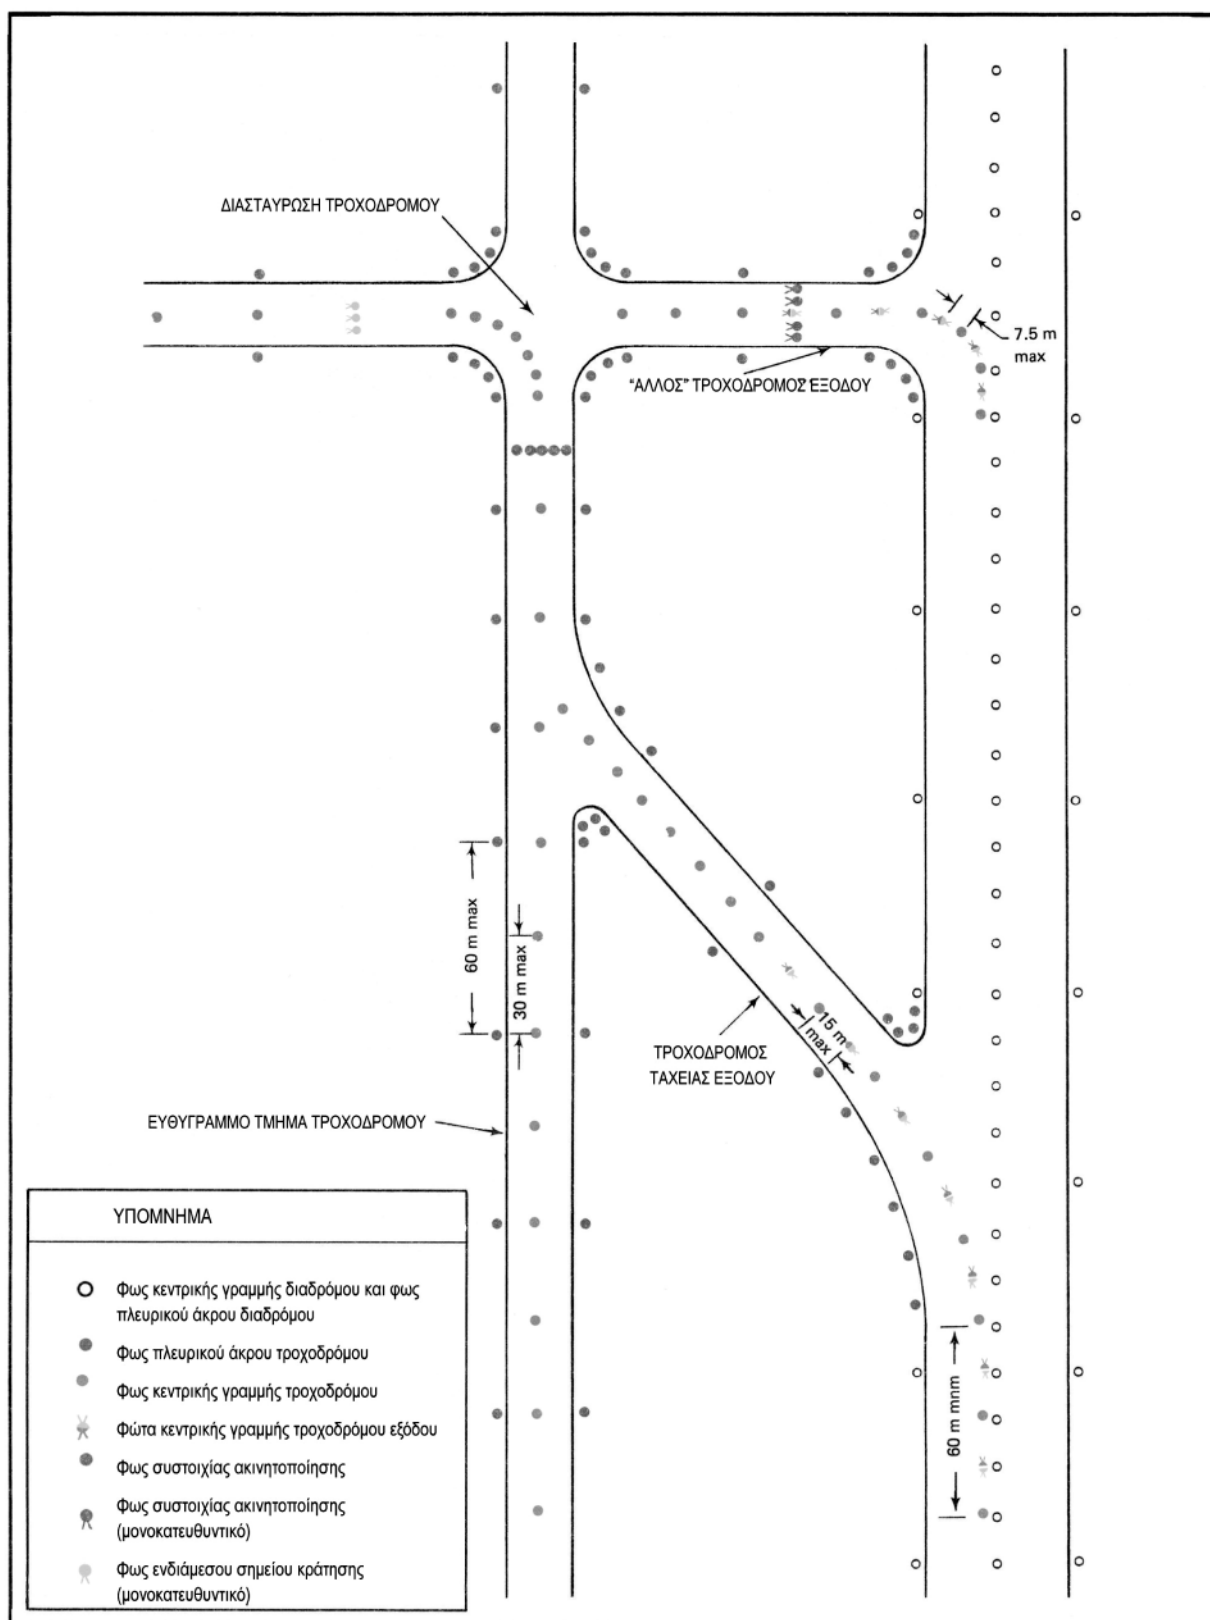 ΔΙΑΣΤΑΥΡΩΣΗ ΤΡΟΧΟΔΡΟΜΟΥ
7.5 m
max
"ΑΛΛΟΣ" ΤΡΟΧΟΔΡΟΜΟΣ ΕΞΟΔΟΥ
60 m max
30 m max
15 m
max
ΤΡΟΧΟΔΡΟΜΟΣ
ΤΑΧΕΙΑΣ ΕΞΟΔΟΥ
ΕΥΘΥΓΡΑΜΜΟ ΤΜΗΜΑ ΤΡΟΧΟΔΡΟΜΟΥ
60 m mnm
ΥΠΟΜΝΗΜΑ
Φως κεντρικής γραμμής διαδρόμου και φως
πλευρικού άκρου διαδρόμου
Φως πλευρικού άκρου τροχοδρόμου
Φως κεντρικής γραμμής τροχοδρόμου
Φώτα κεντρικής γραμμής τροχοδρόμου εξόδου
Φως συστοιχίας ακινητοποίησης
Φως συστοιχίας ακινητοποίησης
(μονοκατευθυντικό)
Φως ενδιάμεσου σημείου κράτησης
(μονοκατευθυντικό)